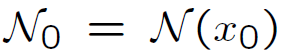 𝒩₀ = 𝒩(x₀)